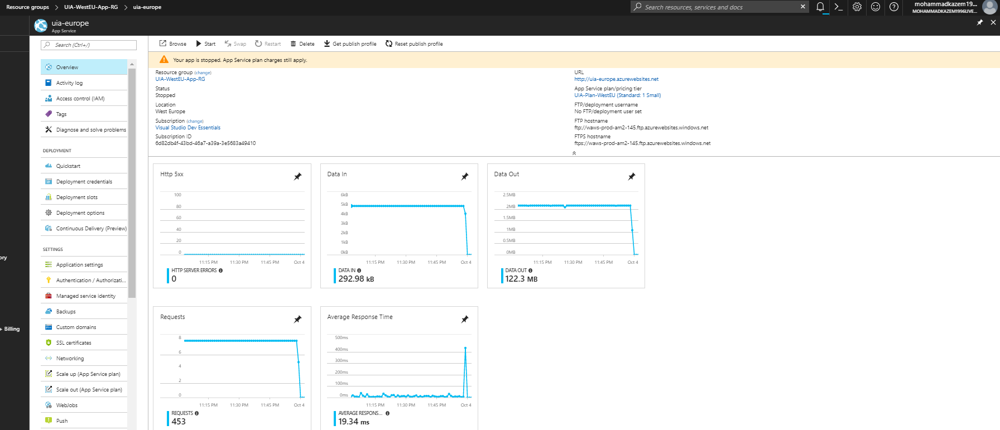 Resource groups > UIA-WestEU-App-RG > uia-europe
Search resources, services and docs
mohammadkazem19...
MOHAMMADKAZEM1996LIVE...
uia-europe
App Service
Search (Ctrl+/)
Overview
Activity log
Access control (IAM)
Tags
Diagnose and solve problems
DEPLOYMENT
Quickstart
Deployment credentials
Deployment slots
Deployment options
Continuous Delivery (Preview)
SETTINGS
Application settings
Authentication / Authorizati...
Managed service identity
Backups
Custom domains
SSL certificates
Networking
Scale up (App Service plan)
Scale out (App Service plan)
WebJobs
Push
ory
+ Billing
Browse Start Swap Restart Delete Get publish profile Reset publish profile
Your app is stopped. App Service plan charges still apply.
Resource group (change)
UIA-WestEU-App-RG
Status
Stopped
Location
West Europe
Subscription (change)
Visual Studio Dev Essentials
Subscription ID
6d82db4f-43bd-46a7-a39a-3e5683a49410
URL
http://uia-europe.azurewebsites.net
App Service plan/pricing tier
UIA-Plan-WestEU (Standard: 1 Small)
FTP/deployment username
No FTP/deployment user set
FTP hostname
ftp://waws-prod-am2-145.ftp.azurewebsites.windows.net
FTPS hostname
ftps://waws-prod-am2-145.ftp.azurewebsites.windows.net
Http 5xx
100
80
60
40
20
0
11:15 PM 11:30 PM 11:45 PM Oct 4
HTTP SERVER ERRORS
0
Data In
6kB
5kB
4kB
3kB
2kB
1kB
0kB
11:15 PM 11:30 PM 11:45 PM Oct 4
DATA IN
292.98 kB
Data Out
2.5MB
2MB
1.5MB
1MB
0.5MB
0MB
11:15 PM 11:30 PM 11:45 PM Oct 4
DATA OUT
122.3 MB
Requests
8
6
4
2
0
11:15 PM 11:30 PM 11:45 PM Oct 4
REQUESTS
453
Average Response Time
500ms
400ms
300ms
200ms
100ms
0ms
11:15 PM 11:30 PM 11:45 PM Oct 4
AVERAGE RESPONS...
19.34 ms